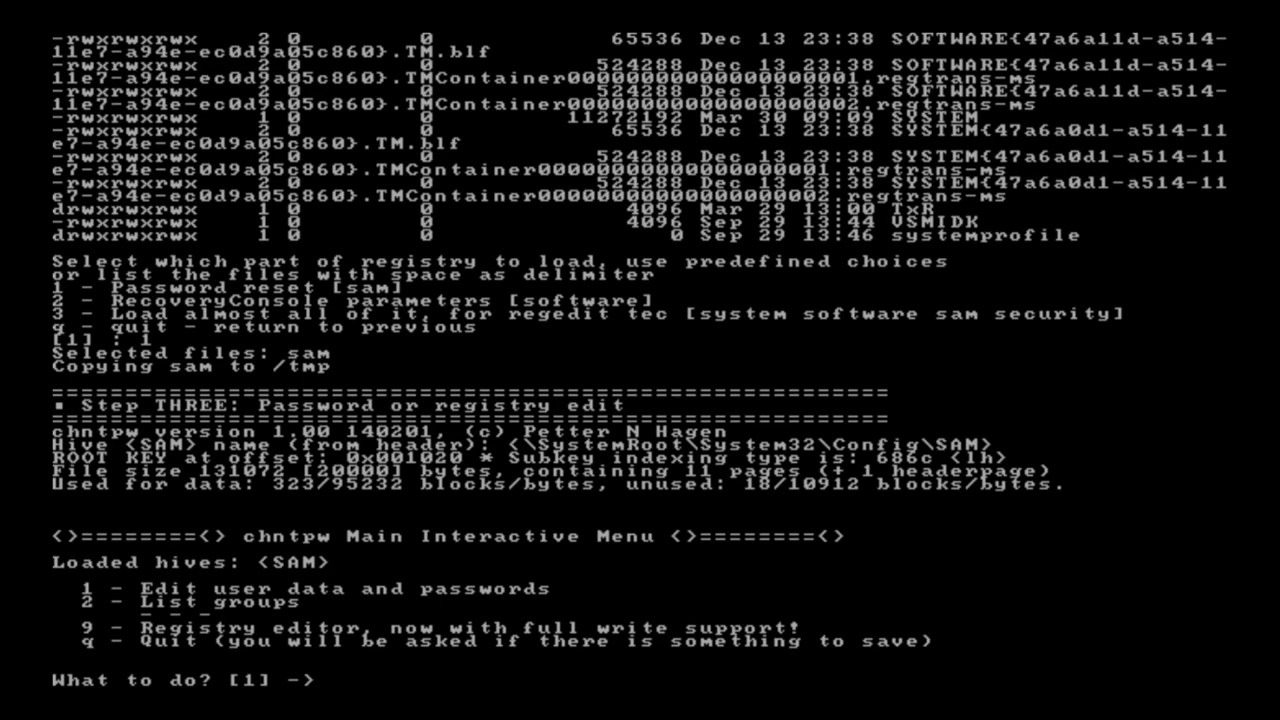 -rwxrwxrwx    2 0        0            65536 Dec 13 23:38 SOFTWARE{47a6a11d-a514-
11e7-a94e-ec0d9a05c860}.TM.blf
-rwxrwxrwx    2 0        0           524288 Dec 13 23:38 SOFTWARE{47a6a11d-a514-
11e7-a94e-ec0d9a05c860}.TMContainer00000000000000000001.regtrans-ms
-rwxrwxrwx    2 0        0           524288 Dec 13 23:38 SOFTWARE{47a6a11d-a514-
11e7-a94e-ec0d9a05c860}.TMContainer00000000000000000002.regtrans-ms
-rwxrwxrwx    1 0        0         11272192 Mar 30 09:09 SYSTEM
-rwxrwxrwx    2 0        0            65536 Dec 13 23:38 SYSTEM{47a6a0d1-a514-11
e7-a94e-ec0d9a05c860}.TM.blf
-rwxrwxrwx    2 0        0           524288 Dec 13 23:38 SYSTEM{47a6a0d1-a514-11
e7-a94e-ec0d9a05c860}.TMContainer00000000000000000001.regtrans-ms
-rwxrwxrwx    2 0        0           524288 Dec 13 23:38 SYSTEM{47a6a0d1-a514-11
e7-a94e-ec0d9a05c860}.TMContainer00000000000000000002.regtrans-ms
drwxrwxrwx    1 0        0             4096 Mar 29 13:00 TxR
-rwxrwxrwx    1 0        0             4096 Sep 29 13:44 VSMIDK
drwxrwxrwx    1 0        0                0 Sep 29 13:46 systemprofile
Select which part of registry to load, use predefined choices
or list the files with space as delimiter
1 - Password reset [sam]
2 - RecoveryConsole parameters [software]
3 - Load almost all of it, for regedit tec [system software sam security]
q - quit - return to previous
[1] : 1
Selected files: sam
Copying sam to /tmp
=========================================================
▪ Step THREE: Password or registry edit
=========================================================
chntpw version 1.00 140201, (c) Petter N Hagen
Hive <SAM> name (from header): <\SystemRoot\System32\Config\SAM>
ROOT KEY at offset: 0x001020 * Subkey indexing type is: 686c <lh>
File size 131072 [20000] bytes, containing 11 pages (+ 1 headerpage)
Used for data: 323/95232 blocks/bytes, unused: 18/10912 blocks/bytes.
<>========<> chntpw Main Interactive Menu <>========<>
Loaded hives: <SAM>
1 - Edit user data and passwords
2 - List groups
- - -
9 - Registry editor, now with full write support!
q - Quit (you will be asked if there is something to save)
What to do? [1] ->